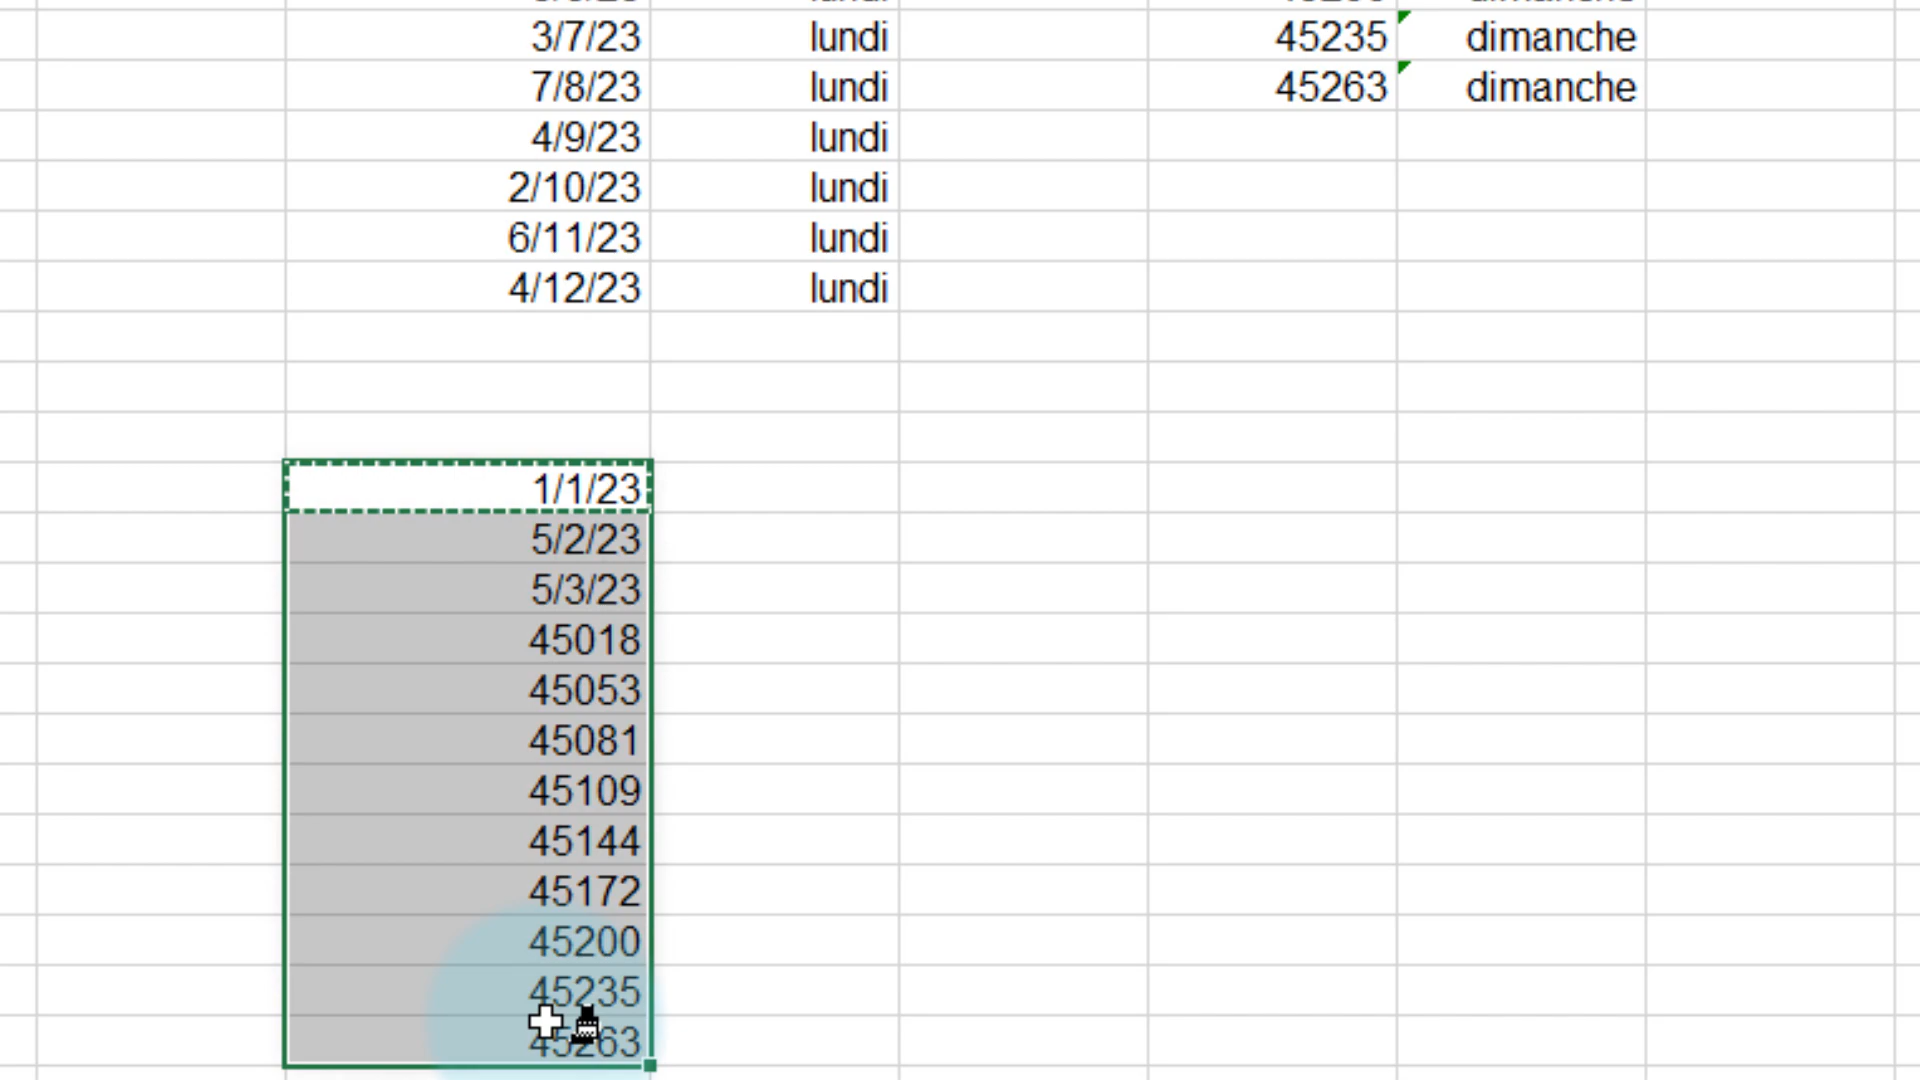 3/7/23 lundi 45235 dimanche
7/8/23 lundi 45263 dimanche
4/9/23 lundi
2/10/23 lundi
6/11/23 lundi
4/12/23 lundi
1/1/23
5/2/23
5/3/23
45018
45053
45081
45109
45144
45172
45200
45235
45263